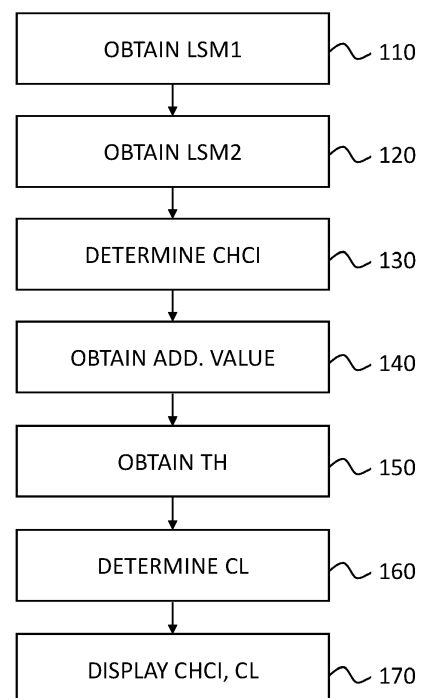 OBTAIN LSM1
110
OBTAIN LSM2
120
DETERMINE CHCI
130
OBTAIN ADD. VALUE
140
OBTAIN TH
150
DETERMINE CL
160
DISPLAY CHCI, CL
170